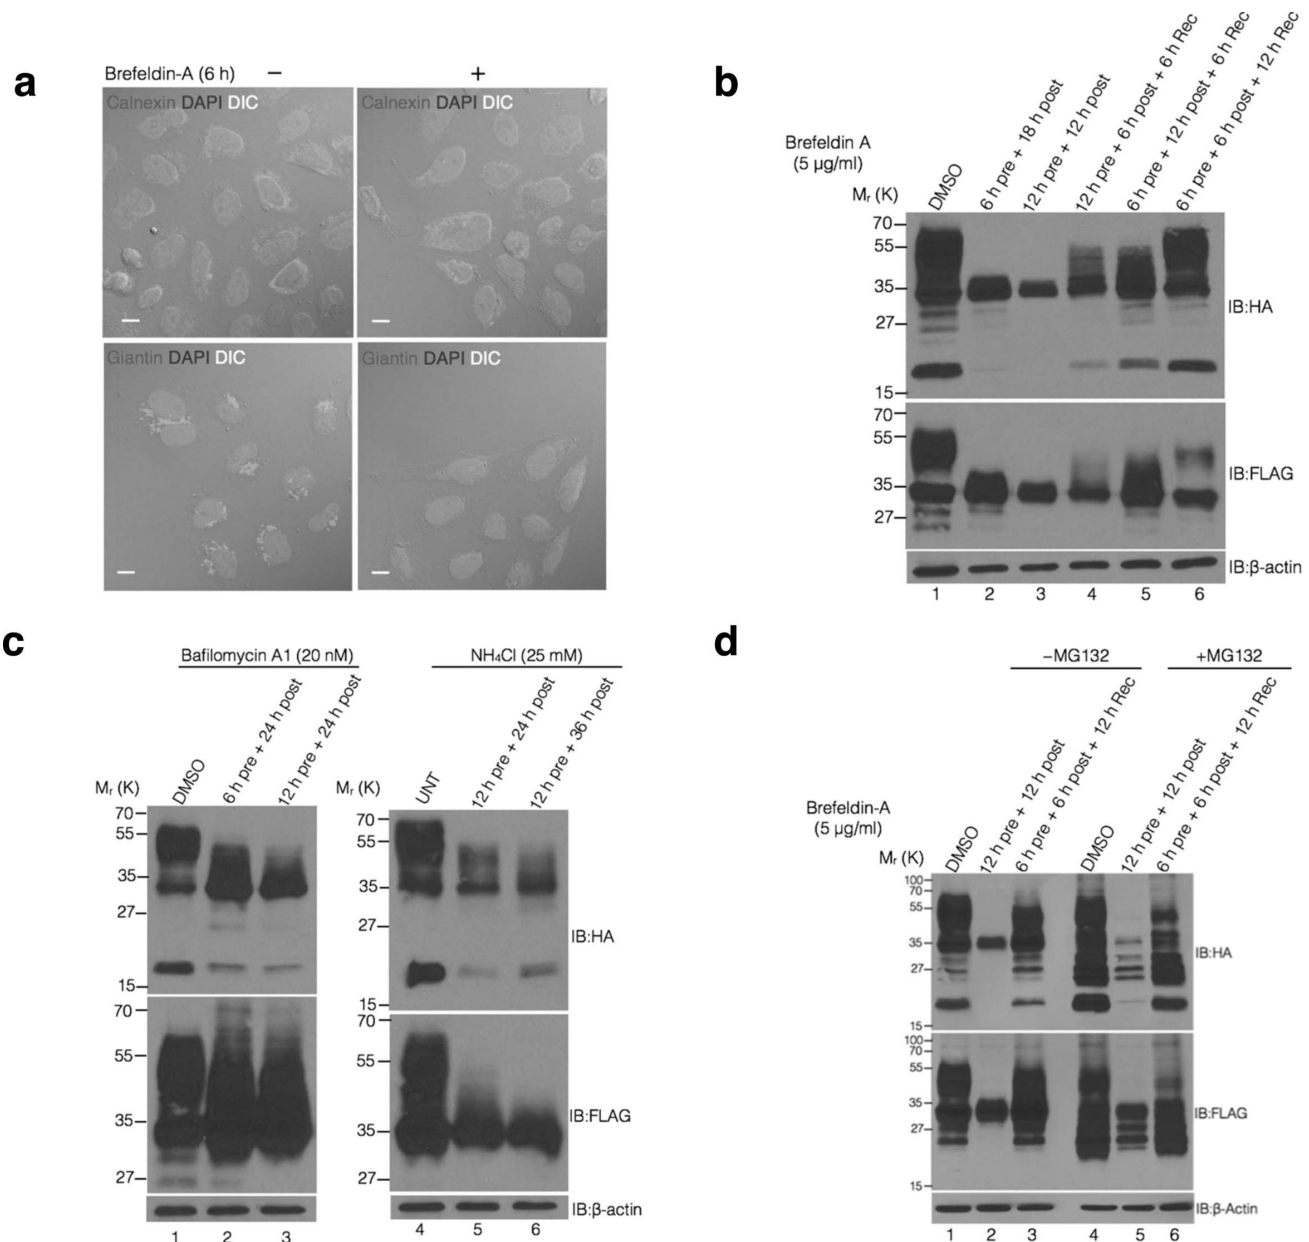 a
Brefeldin-A (6 h) − +
Calnexin DAPI DIC
Calnexin DAPI DIC
Giantin DAPI DIC
Giantin DAPI DIC
b
Brefeldin A
(5 µg/ml)
Mr (K)
DMSO
6 h pre + 18 h post
12 h pre + 12 h post
12 h pre + 6 h post + 6 h Rec
6 h pre + 12 h post + 6 h Rec
6 h pre + 6 h post + 12 h Rec
70
55
35
27
15
IB:HA
70
55
35
27
IB:FLAG
IB:β-actin
1 2 3 4 5 6
c
Bafilomycin A1 (20 nM)
Mr (K)
DMSO
6 h pre + 24 h post
12 h pre + 24 h post
70
55
35
27
15
70
55
35
27
1 2 3
NH₄Cl (25 mM)
Mr (K)
UNT
12 h pre + 24 h post
12 h pre + 36 h post
70
55
35
27
15
IB:HA
70
55
35
27
IB:FLAG
IB:β-actin
4 5 6
d
−MG132 +MG132
Brefeldin-A
(5 µg/ml)
Mr (K)
DMSO
12 h pre + 12 h post
6 h pre + 6 h post + 12 h Rec
DMSO
12 h pre + 12 h post
6 h pre + 6 h post + 12 h Rec
100
70
55
35
27
15
IB:HA
100
70
55
35
27
15
IB:FLAG
IB:β-Actin
1 2 3 4 5 6